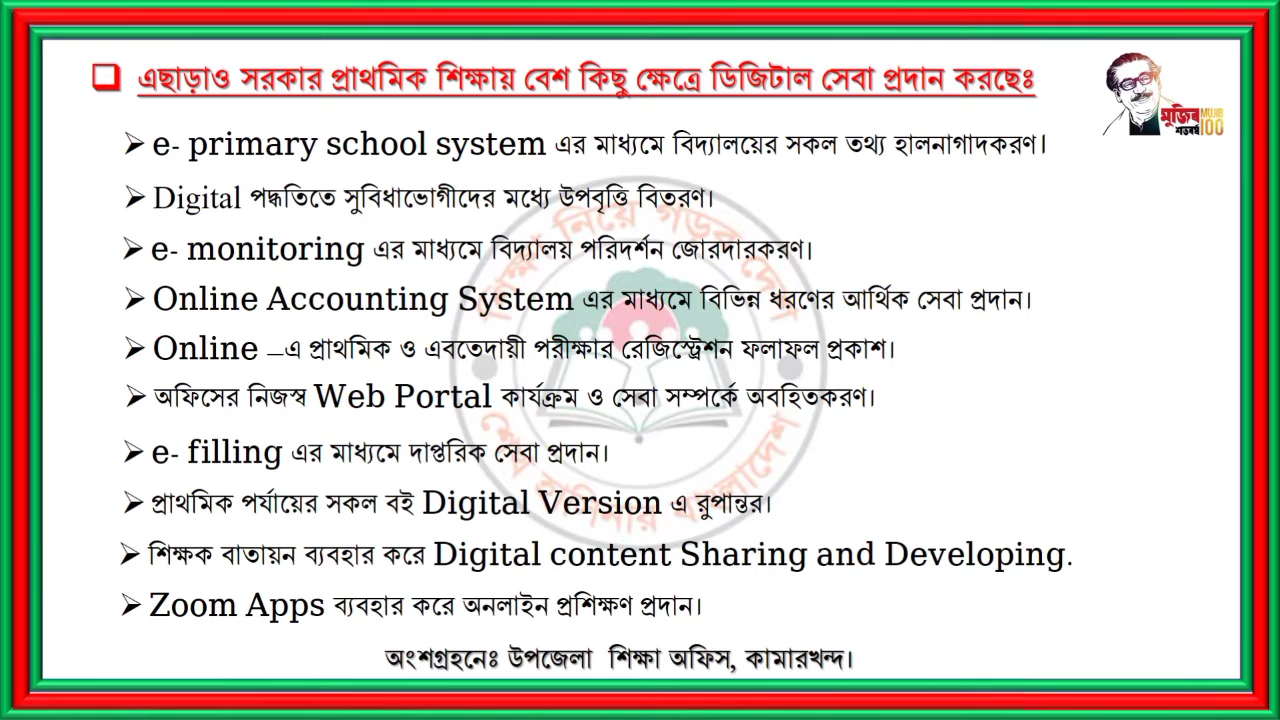 এছাড়াও সরকার প্রাথমিক শিক্ষায় বেশ কিছু ক্ষেত্রে ডিজিটাল সেবা প্রদান করছেঃ
মুজিব MUJIB
শতবর্ষ 100
e- primary school system এর মাধ্যমে বিদ্যালয়ের সকল তথ্য হালনাগাদকরণ।
Digital পদ্ধতিতে সুবিধাভোগীদের মধ্যে উপবৃত্তি বিতরণ।
e- monitoring এর মাধ্যমে বিদ্যালয় পরিদর্শন জোরদারকরণ।
Online Accounting System এর মাধ্যমে বিভিন্ন ধরণের আর্থিক সেবা প্রদান।
Online –এ প্রাথমিক ও এবতেদায়ী পরীক্ষার রেজিস্ট্রেশন ফলাফল প্রকাশ।
অফিসের নিজস্ব Web Portal কার্যক্রম ও সেবা সম্পর্কে অবহিতকরণ।
e- filling এর মাধ্যমে দাপ্তরিক সেবা প্রদান।
প্রাথমিক পর্যায়ের সকল বই Digital Version এ রুপান্তর।
শিক্ষক বাতায়ন ব্যবহার করে Digital content Sharing and Developing.
Zoom Apps ব্যবহার করে অনলাইন প্রশিক্ষণ প্রদান।
অংশগ্রহনেঃ উপজেলা শিক্ষা অফিস, কামারখন্দ।
শিক্ষা নিয়ে গড়ব দেশ
শেখ হাসিনার বাংলাদেশ